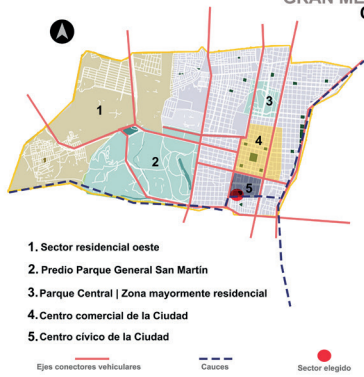 GRAN ME
1
2
3
4
5
1. Sector residencial oeste
2. Predio Parque General San Martín
3. Parque Central | Zona mayormente residencial
4. Centro comercial de la Ciudad
5. Centro cívico de la Ciudad
Ejes conectores vehiculares Cauces Sector elegido